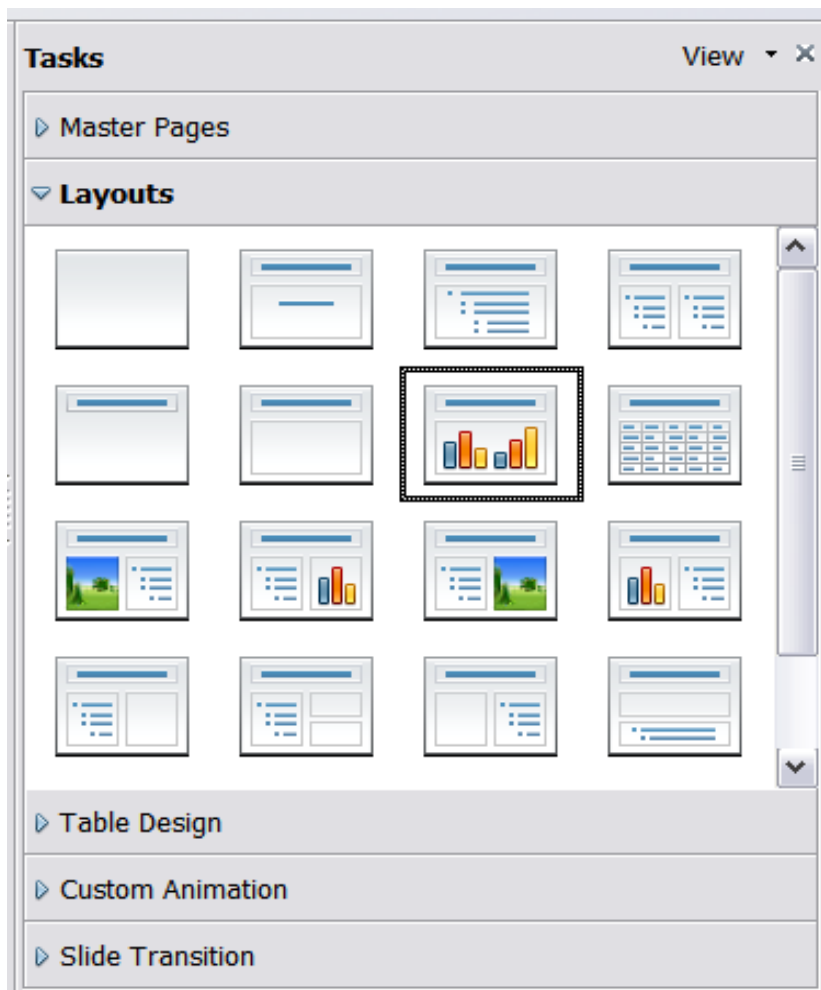 Tasks View
Master Pages
Layouts
Table Design
Custom Animation
Slide Transition